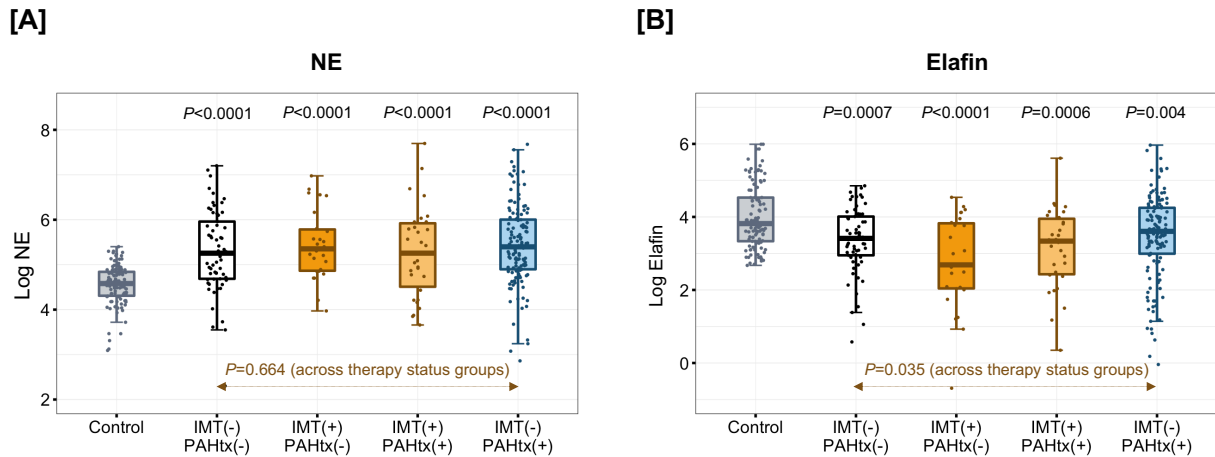 [A]
NE
P<0.0001 P<0.0001 P<0.0001 P<0.0001
Log NE
8
6
4
2
P=0.664 (across therapy status groups)
Control IMT(-) IMT(+) IMT(+) IMT(-)
PAHtx(-) PAHtx(-) PAHtx(+) PAHtx(+)
[B]
Elafin
P=0.0007 P<0.0001 P=0.0006 P=0.004
Log Elafin
6
4
2
0
P=0.035 (across therapy status groups)
Control IMT(-) IMT(+) IMT(+) IMT(-)
PAHtx(-) PAHtx(-) PAHtx(+) PAHtx(+)